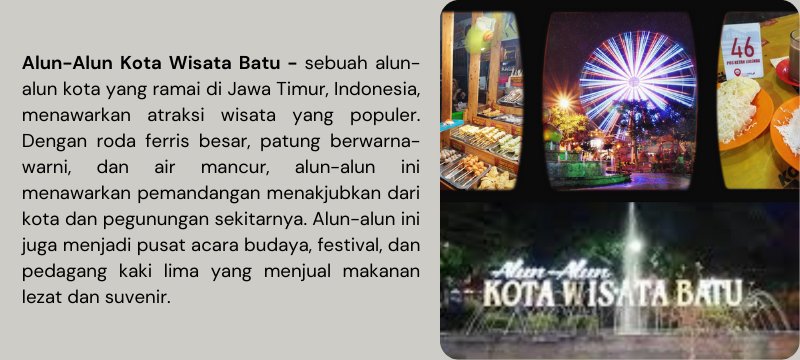 Alun-Alun Kota Wisata Batu - sebuah alun-
alun kota yang ramai di Jawa Timur, Indonesia,
menawarkan atraksi wisata yang populer.
Dengan roda ferris besar, patung berwarna-
warni, dan air mancur, alun-alun ini
menawarkan pemandangan menakjubkan dari
kota dan pegunungan sekitarnya. Alun-alun ini
juga menjadi pusat acara budaya, festival, dan
pedagang kaki lima yang menjual makanan
lezat dan suvenir.
46
POS KETAN LEGENDA
Alun-Alun
KOTA WISATA BATU